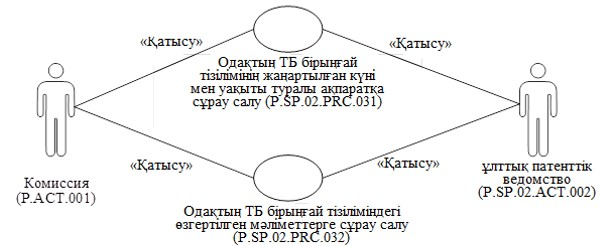 «Қатысу»
«Қатысу»
Одақтың ТБ бірыңғай
тізілімінің жаңартылған күні
мен уақыты туралы ақпаратқа
сұрау салу (P.SP.02.PRC.031)
«Қатысу»
«Қатысу»
Комиссия
(P.ACT.001)
ұлттық патенттік
ведомство
(P.SP.02.ACT.002)
Одақтың ТБ бірыңғай тізіліміндегі
өзгертілген мәліметтерге сұрау салу
(P.SP.02.PRC.032)